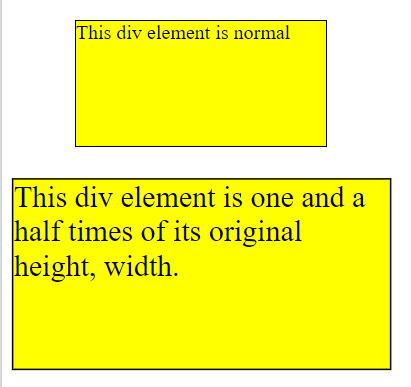 This div element is normal
This div element is one and a
half times of its original
height, width.